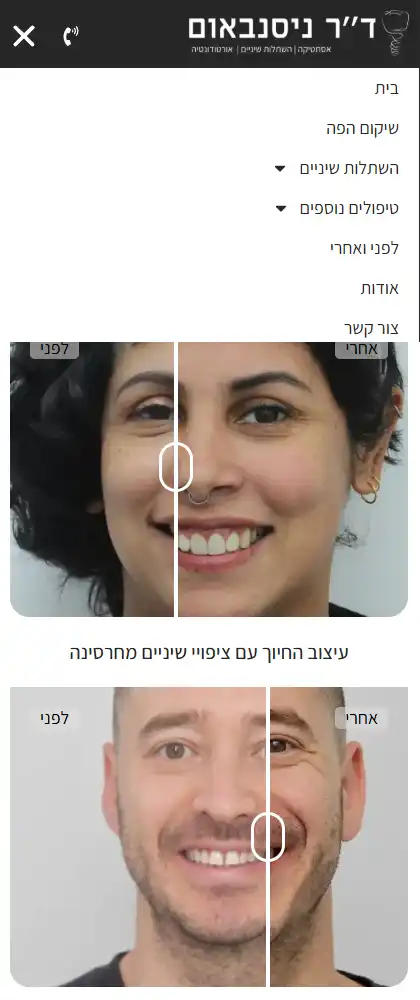 ד״ר ניסנבאום
אסתטיקה | השתלות שיניים | אורטודונטיה
בית
שיקום הפה
השתלות שיניים
טיפולים נוספים
לפני ואחרי
אודות
צור קשר
אחרי
לפני
עיצוב החיוך עם ציפויי שיניים מחרסינה
אחרי
לפני